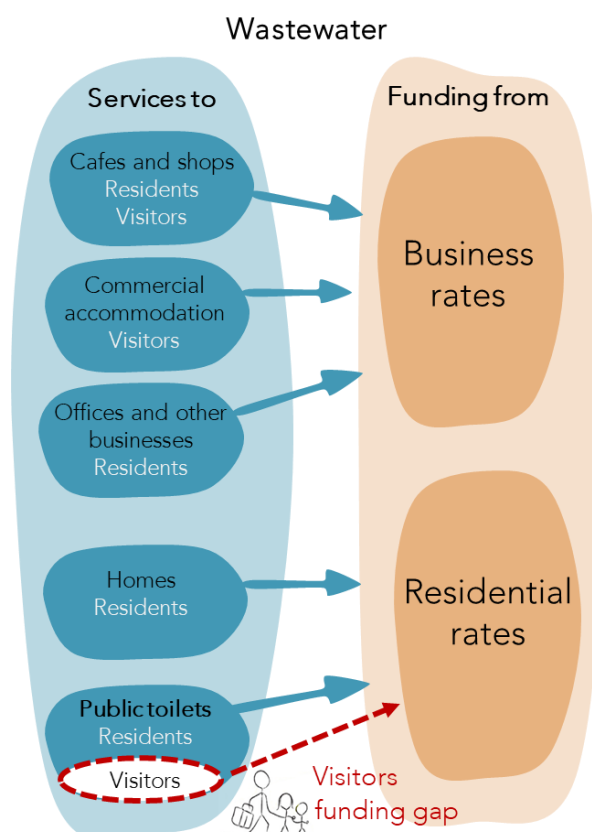 Wastewater
Services to
Cafes and shops
Residents
Visitors
Commercial
accommodation
Visitors
Offices and other
businesses
Residents
Homes
Residents
Public toilets
Residents
Visitors
Funding from
Business
rates
Residential
rates
Visitors
funding gap